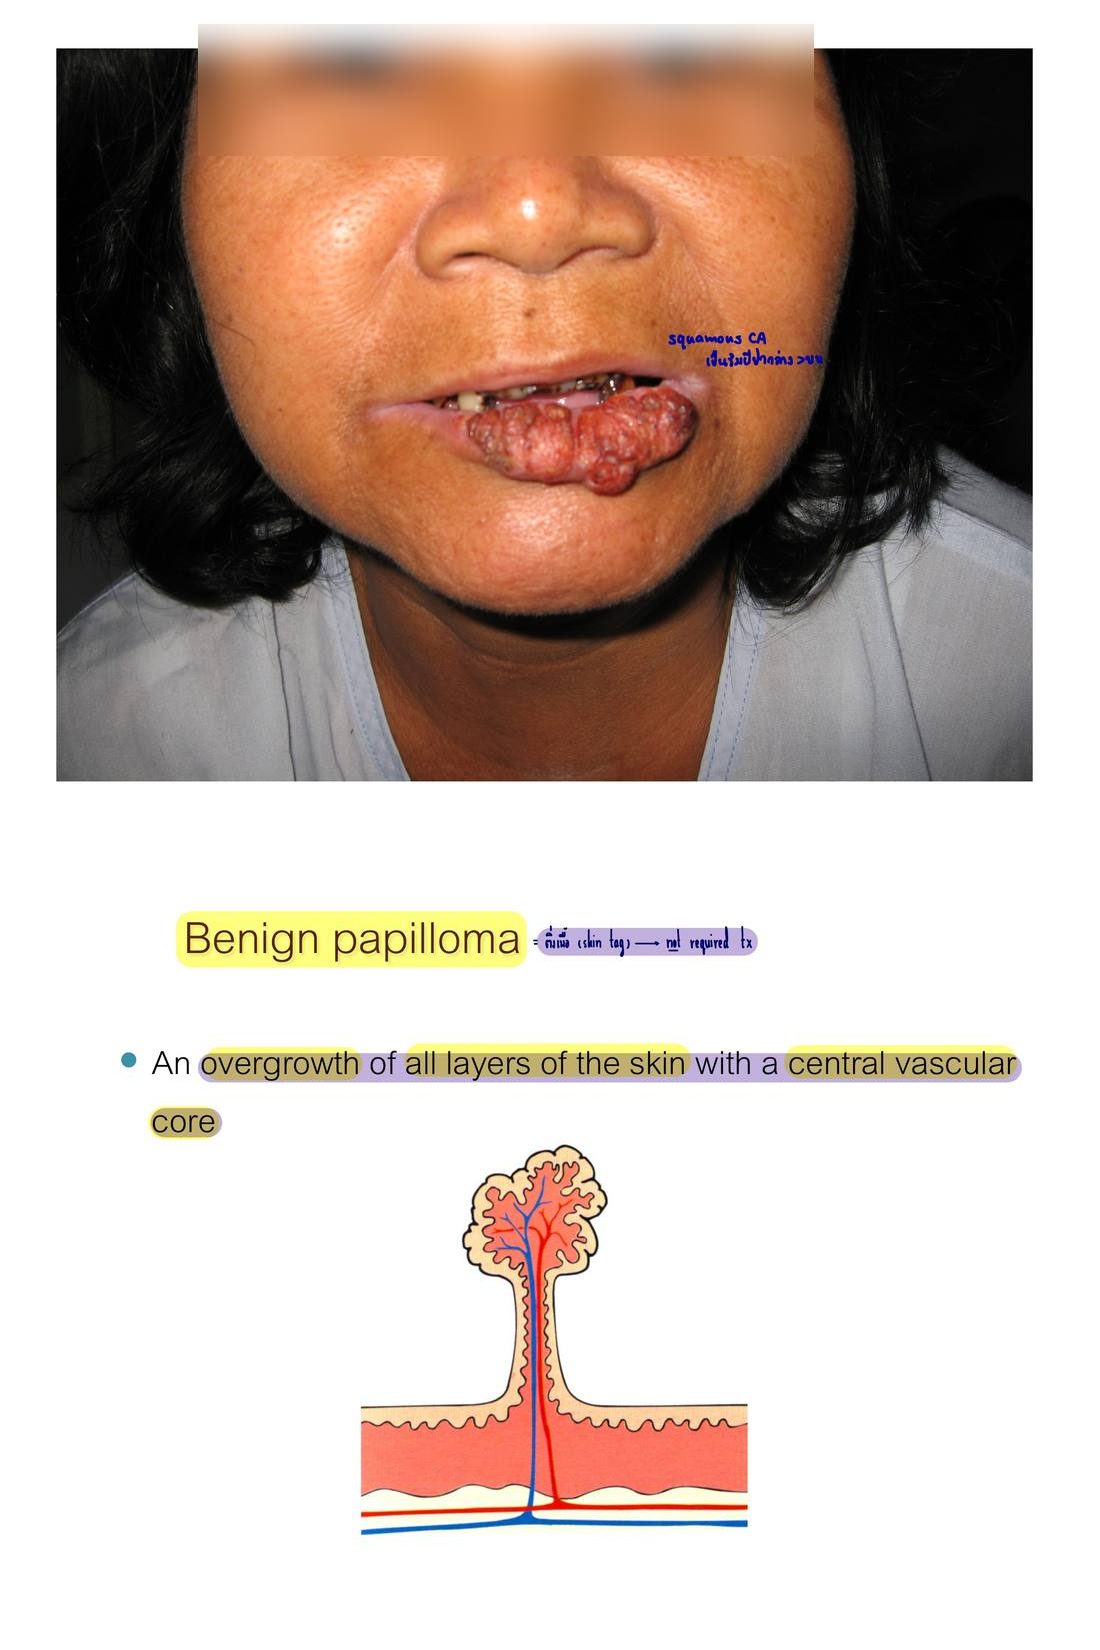 squamous CA
เป็นริมฝีปากล่าง > บน
Benign papilloma = ติ่งเนื้อ (skin tag) → not required tx
An overgrowth of all layers of the skin with a central vascular
core